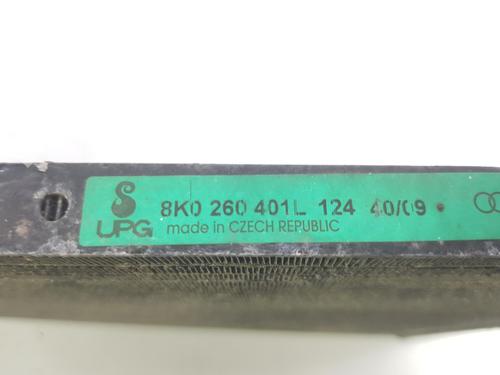 8K0 260 401L 124 40/09
UPG
made in CZECH REPUBLIC